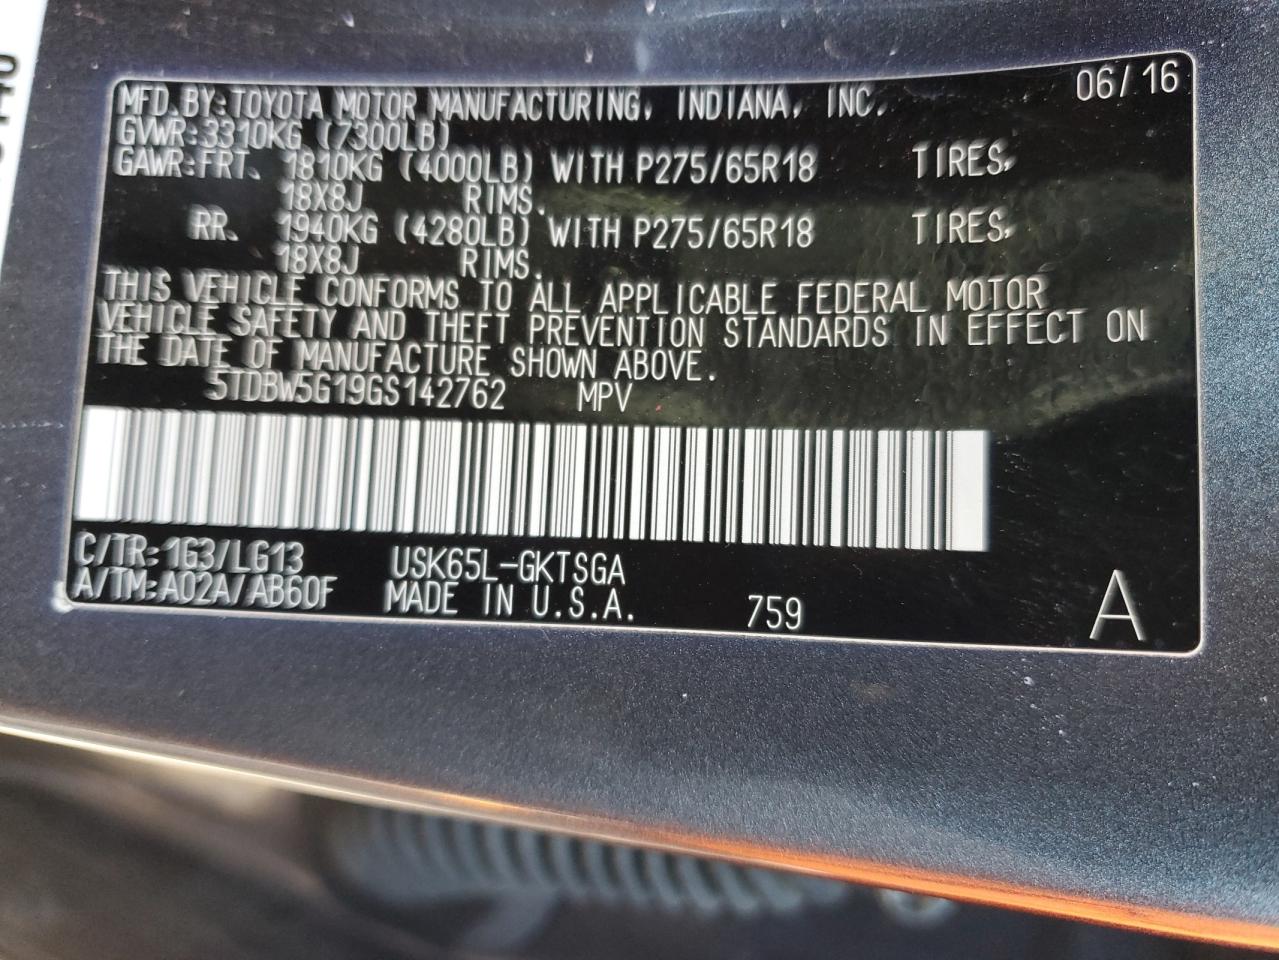 06/16
MFD.BY:TOYOTA MOTOR MANUFACTURING, INDIANA, INC.
GVWR:3310KG (7300LB)
GAWR:FRT. 1810KG (4000LB) WITH P275/65R18 TIRES,
18X8J RIMS.
RR. 1940KG (4280LB) WITH P275/65R18 TIRES,
18X8J RIMS.
THIS VEHICLE CONFORMS TO ALL APPLICABLE FEDERAL MOTOR
VEHICLE SAFETY AND THEFT PREVENTION STANDARDS IN EFFECT ON
THE DATE OF MANUFACTURE SHOWN ABOVE.
5TDBW5G19GS142762 MPV
C/TR:1G3/LG13 USK65L-GKTSGA
A/TM:A02A/AB60F MADE IN U.S.A. 759 A